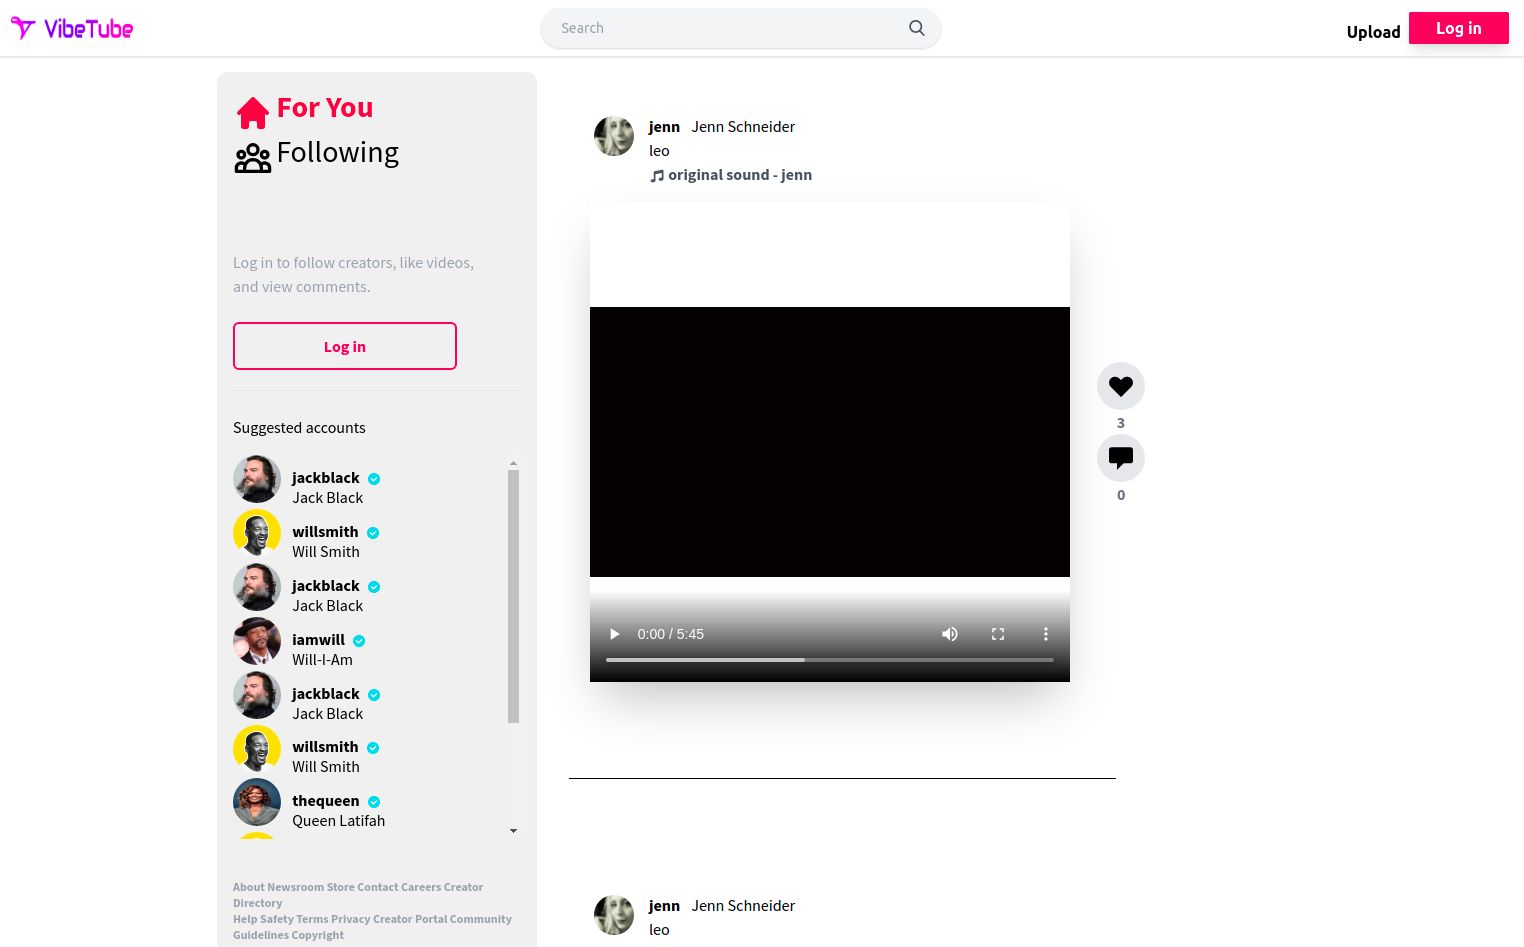 VibeTube
Search
Upload
Log in
For You
Following
Log in to follow creators, like videos,
and view comments.
Log in
Suggested accounts
jackblack
Jack Black
willsmith
Will Smith
jackblack
Jack Black
iamwill
Will-I-Am
jackblack
Jack Black
willsmith
Will Smith
thequeen
Queen Latifah
About Newsroom Store Contact Careers Creator
Directory
Help Safety Terms Privacy Creator Portal Community
Guidelines Copyright
jenn Jenn Schneider
leo
original sound - jenn
0:00 / 5:45
3
0
jenn Jenn Schneider
leo